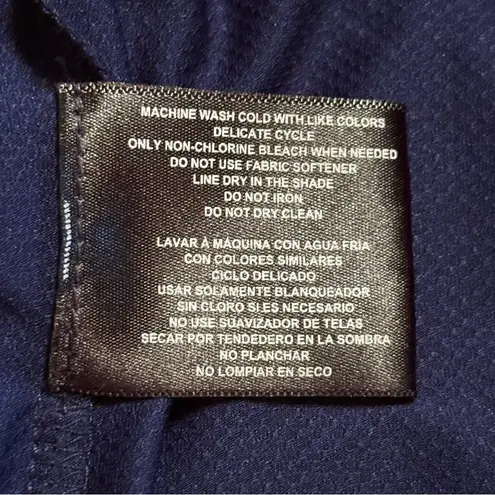 MACHINE WASH COLD WITH LIKE COLORS
DELICATE CYCLE
ONLY NON-CHLORINE BLEACH WHEN NEEDED
DO NOT USE FABRIC SOFTENER
LINE DRY IN THE SHADE
DO NOT IRON
DO NOT DRY CLEAN
LAVAR À MÁQUINA CON AGUA FRÍA
CON COLORES SIMILARES
CICLO DELICADO
USAR SOLAMENTE BLANQUEADOR
SIN CLORO SI ES NECESARIO
NO USE SUAVIZADOR DE TELAS
SECAR POR TENDEDERO EN LA SOMBRA
NO PLANCHAR
NO LOMPIAR EN SECO